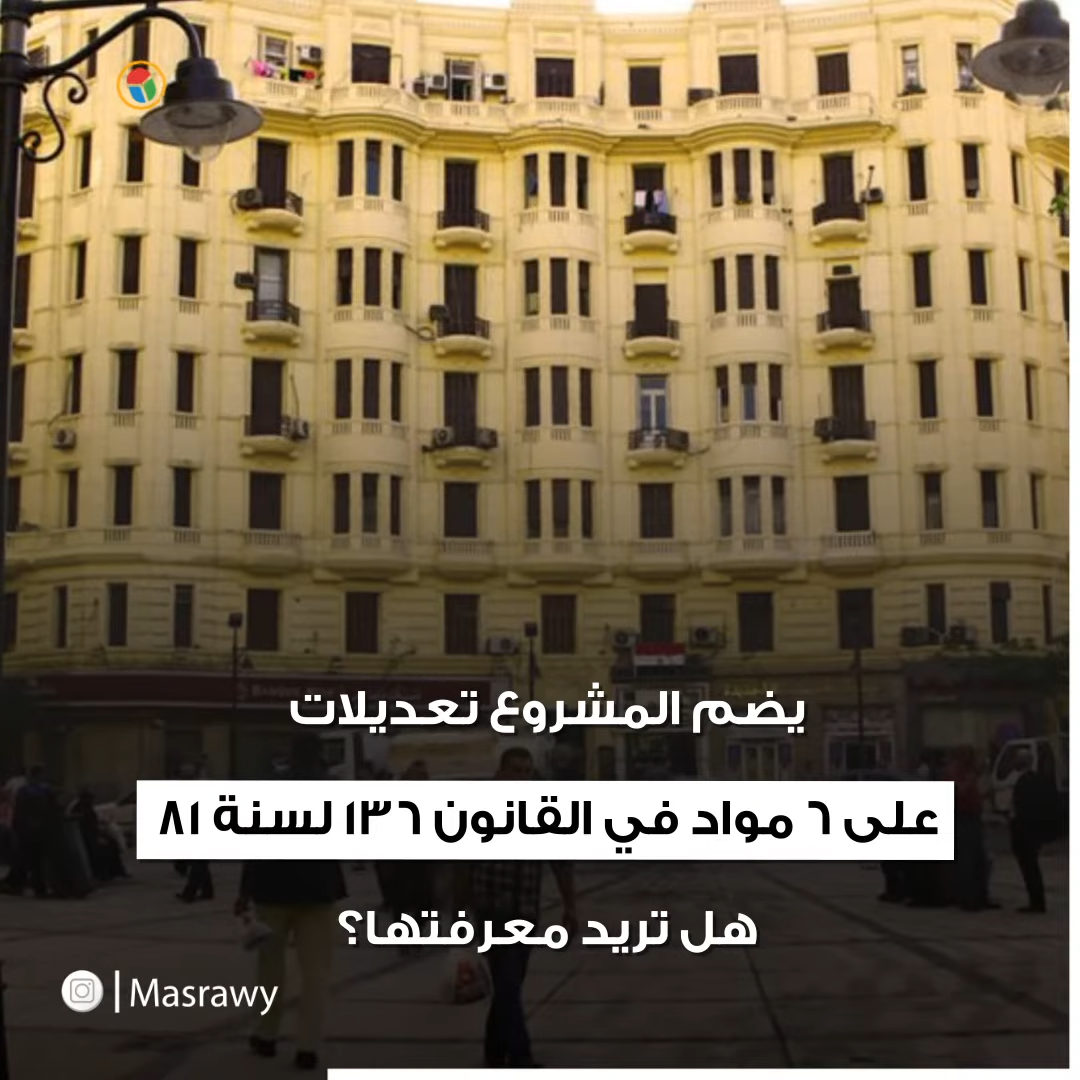 يضم المشروع تعديلات
على ٦ مواد في القانون ١٣٦ لسنة ٨١
هل تريد معرفتها؟
Masrawy